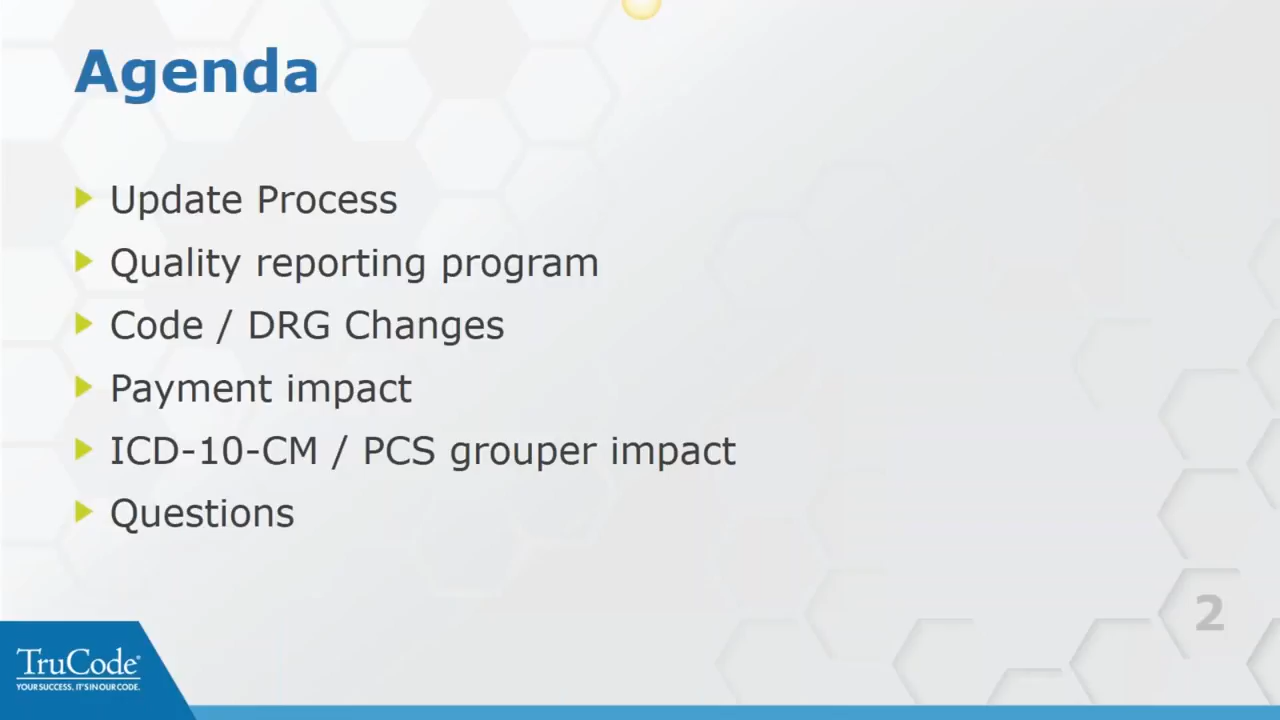 Agenda
Update Process
Quality reporting program
Code / DRG Changes
Payment impact
ICD-10-CM / PCS grouper impact
Questions
2
TruCode®
YOUR SUCCESS. IT'S IN OUR CODE.